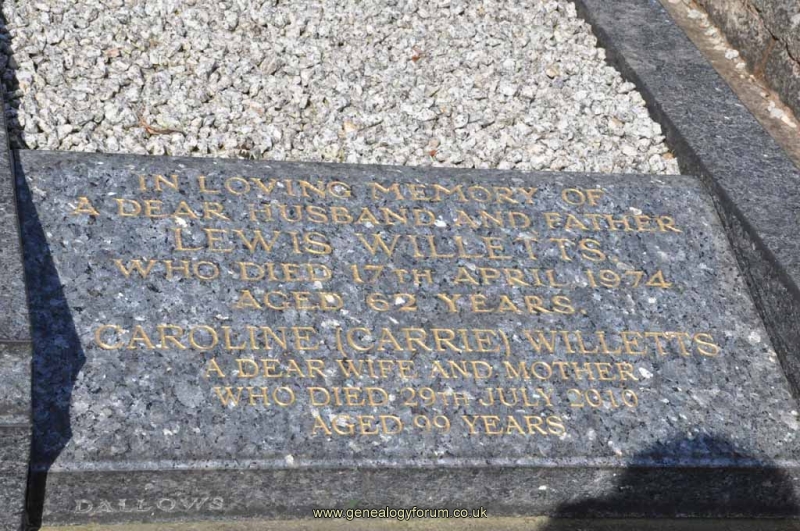 IN LOVING MEMORY OF
A DEAR HUSBAND AND FATHER
LEWIS WILLETTS.
WHO DIED 17TH APRIL 1974.
AGED 62 YEARS.
CAROLINE (CARRIE) WILLETTS
A DEAR WIFE AND MOTHER
WHO DIED 29TH JULY 2010
AGED 99 YEARS
DALLOWS
www.genealogyforum.co.uk